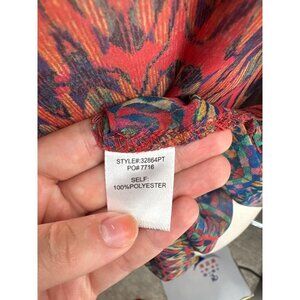 STYLE#:32864PT
PO# 7716
SELF:
100%POLYESTER